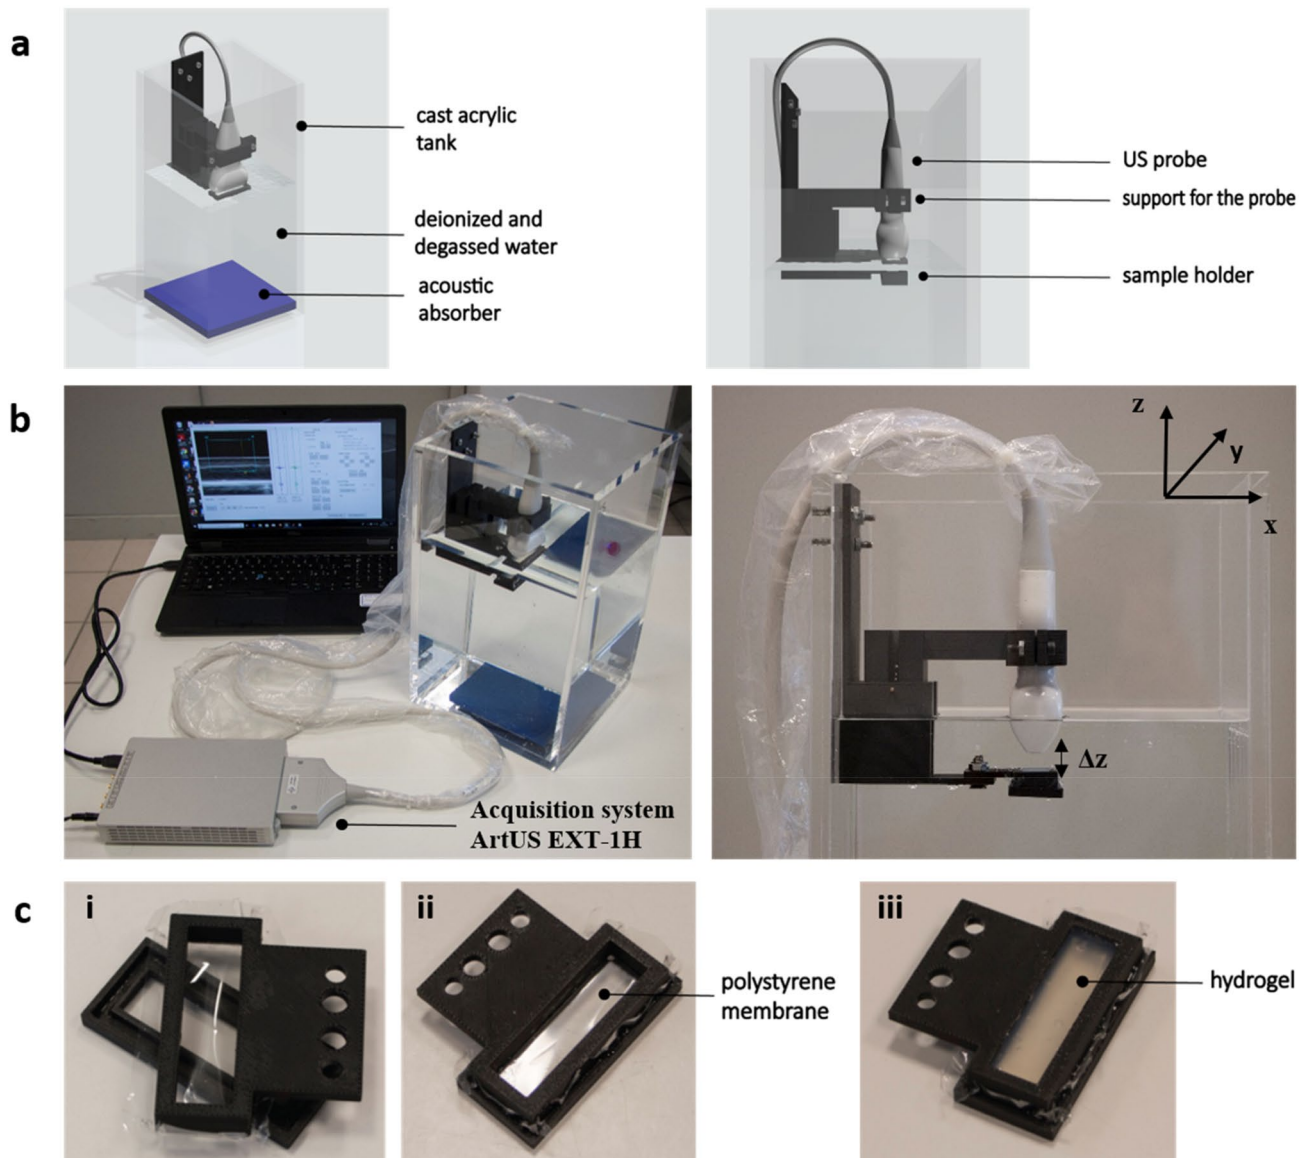 a
cast acrylic
tank
deionized and
degassed water
acoustic
absorber
US probe
support for the probe
sample holder
b
Acquisition system
ArtUS EXT-1H
z
y
x
Δz
c
i
ii
polystyrene
membrane
iii
hydrogel